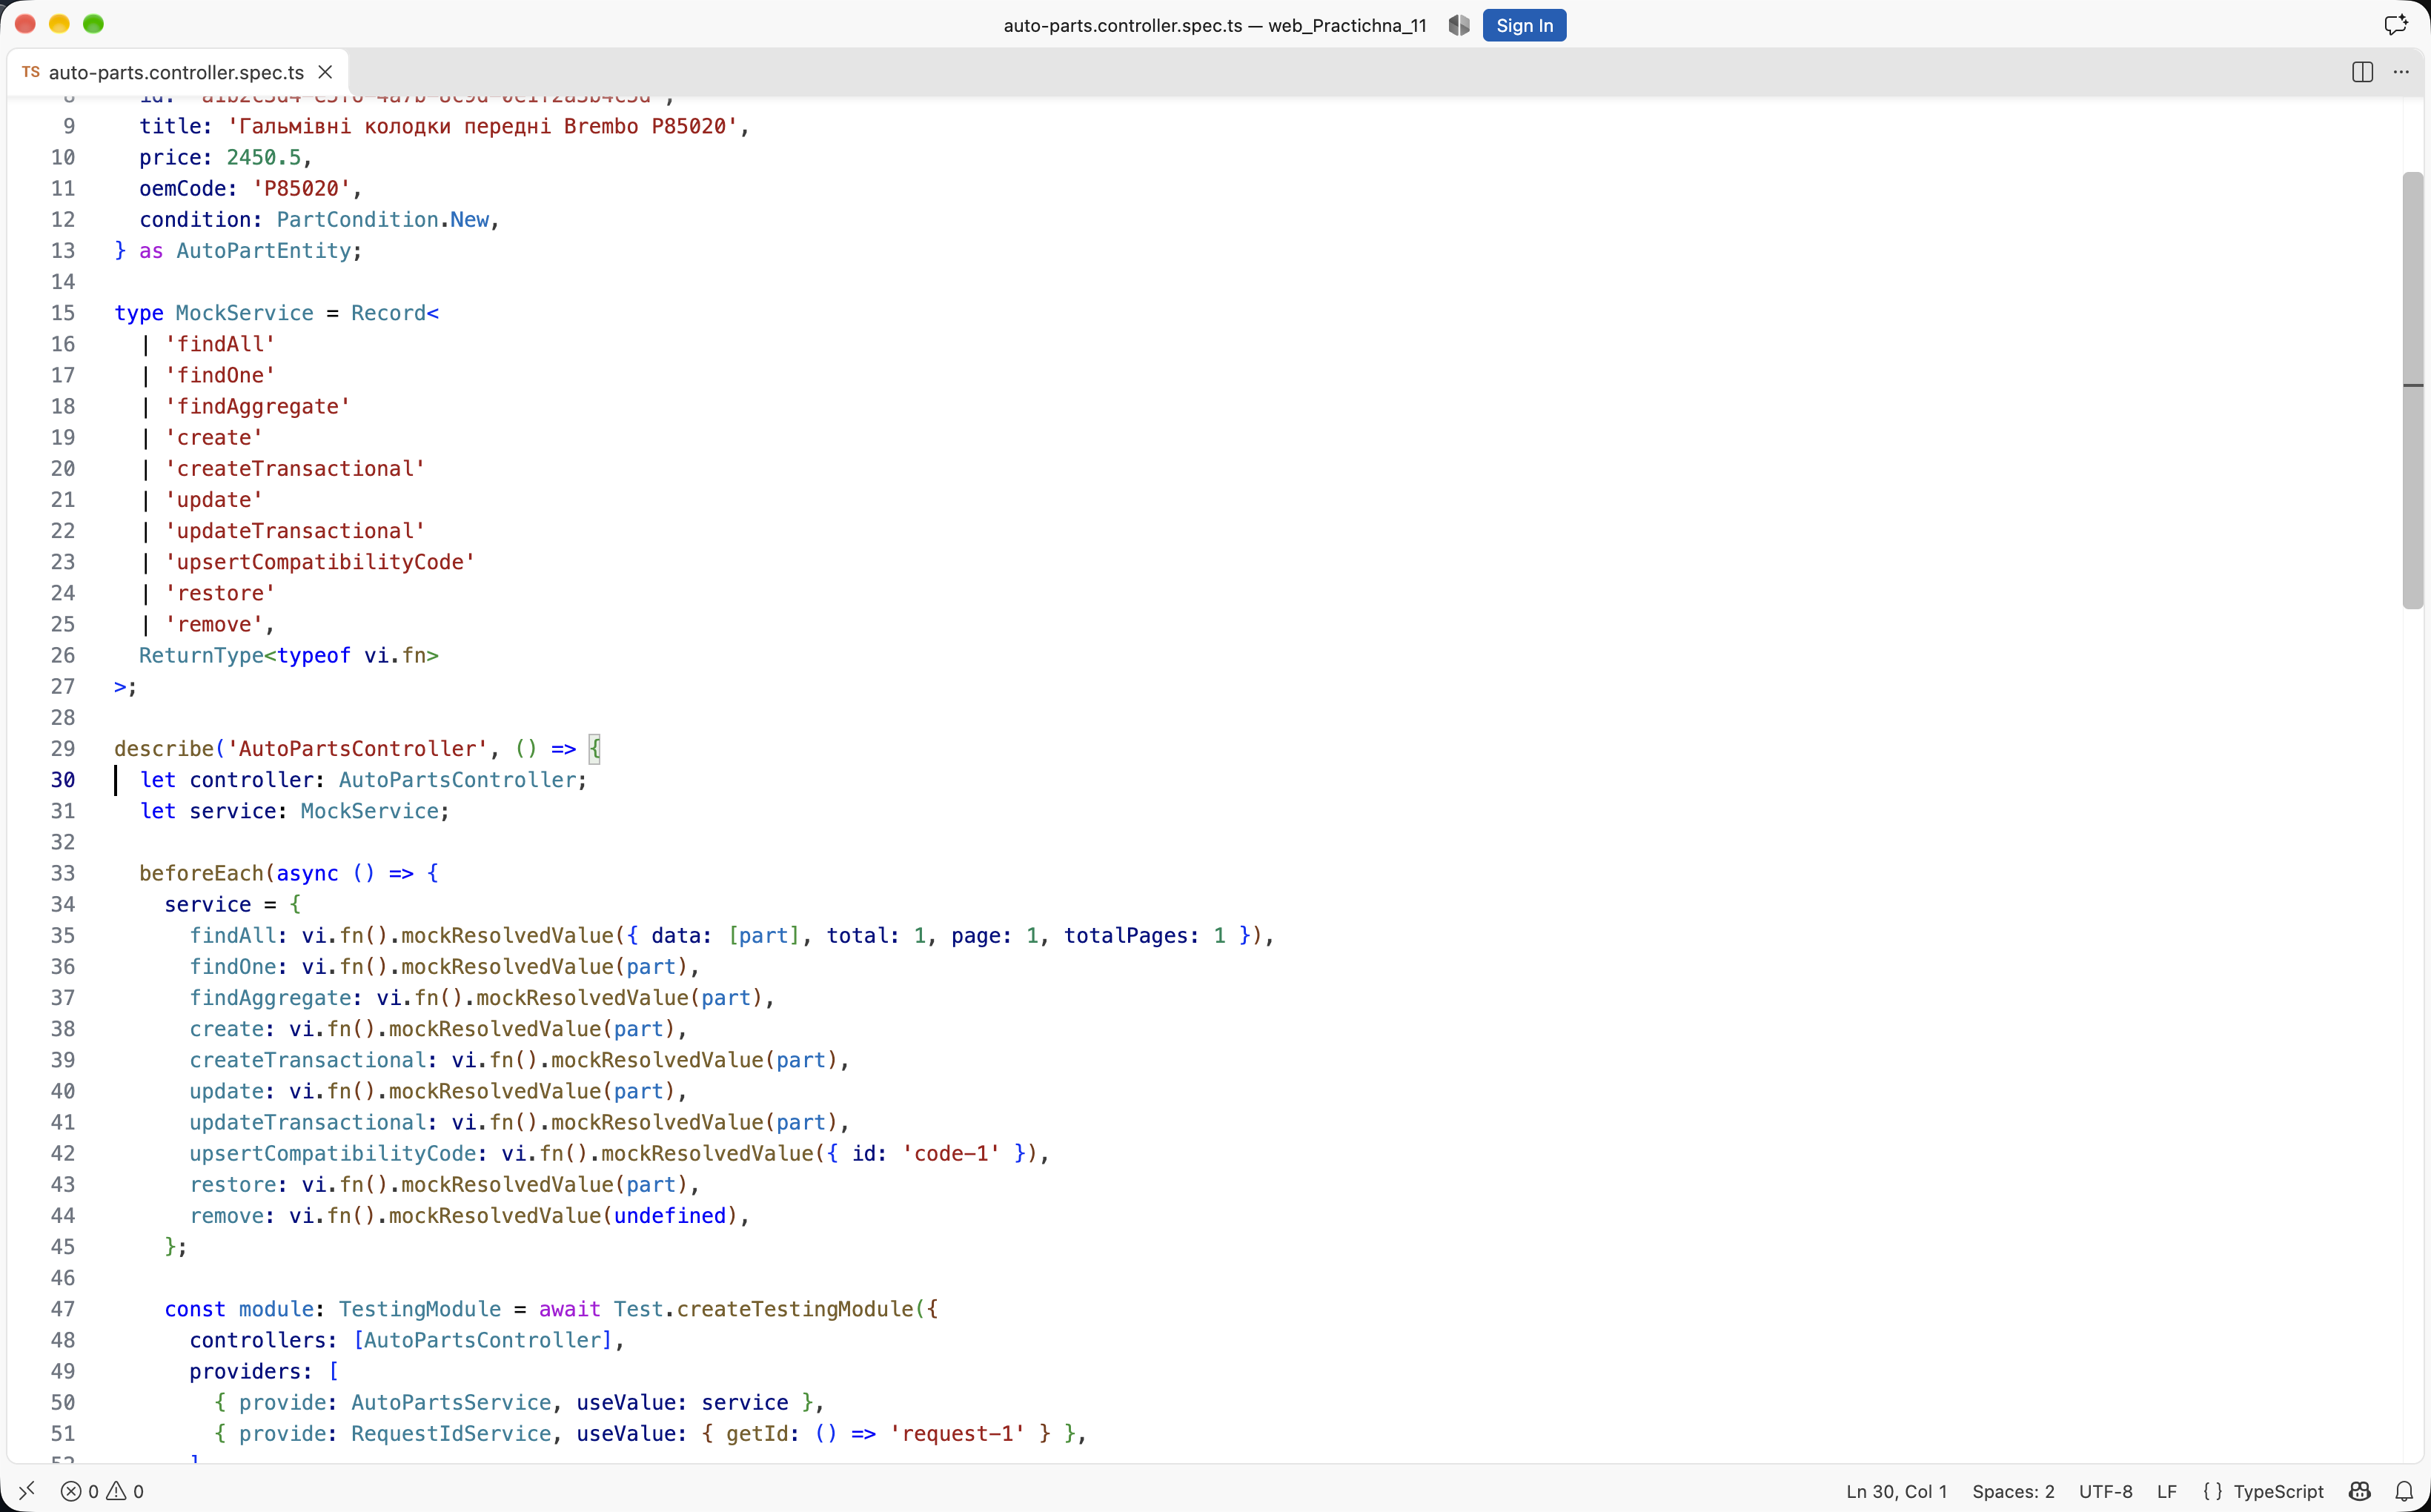 auto-parts.controller.spec.ts — web_Practichna_11 Sign In
TS auto-parts.controller.spec.ts
9 title: 'Гальмівні колодки передні Brembo P85020',
10 price: 2450.5,
11 oemCode: 'P85020',
12 condition: PartCondition.New,
13 } as AutoPartEntity;
14
15 type MockService = Record<
16 | 'findAll'
17 | 'findOne'
18 | 'findAggregate'
19 | 'create'
20 | 'createTransactional'
21 | 'update'
22 | 'updateTransactional'
23 | 'upsertCompatibilityCode'
24 | 'restore'
25 | 'remove',
26 ReturnType<typeof vi.fn>
27 >;
28
29 describe('AutoPartsController', () => {
30 let controller: AutoPartsController;
31 let service: MockService;
32
33 beforeEach(async () => {
34 service = {
35 findAll: vi.fn().mockResolvedValue({ data: [part], total: 1, page: 1, totalPages: 1 }),
36 findOne: vi.fn().mockResolvedValue(part),
37 findAggregate: vi.fn().mockResolvedValue(part),
38 create: vi.fn().mockResolvedValue(part),
39 createTransactional: vi.fn().mockResolvedValue(part),
40 update: vi.fn().mockResolvedValue(part),
41 updateTransactional: vi.fn().mockResolvedValue(part),
42 upsertCompatibilityCode: vi.fn().mockResolvedValue({ id: 'code-1' }),
43 restore: vi.fn().mockResolvedValue(part),
44 remove: vi.fn().mockResolvedValue(undefined),
45 };
46
47 const module: TestingModule = await Test.createTestingModule({
48 controllers: [AutoPartsController],
49 providers: [
50 { provide: AutoPartsService, useValue: service },
51 { provide: RequestIdService, useValue: { getId: () => 'request-1' } },
0 0 Ln 30, Col 1 Spaces: 2 UTF-8 LF { } TypeScript